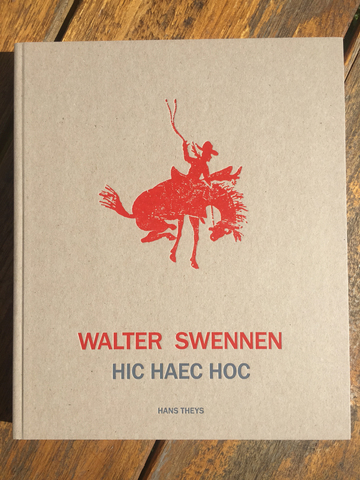 WALTER SWENNEN
HIC HAEC HOC
HANS THEYS